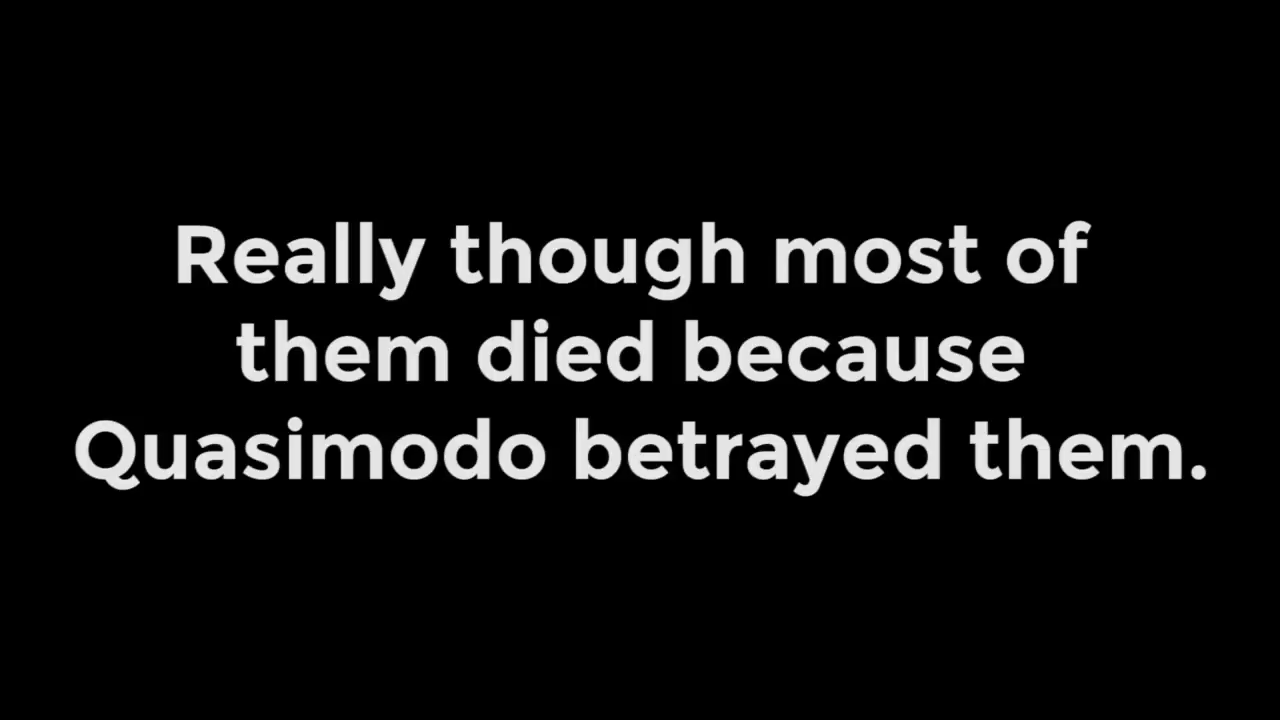 Really though most of
them died because
Quasimodo betrayed them.